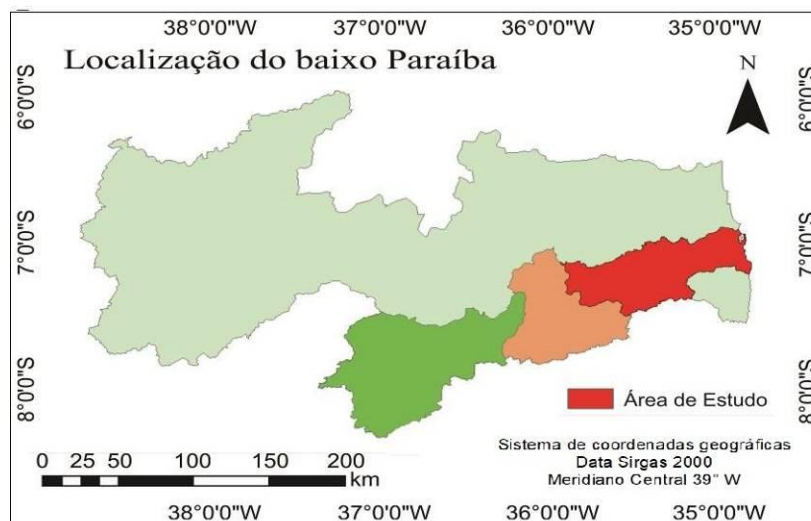 38°0'0"W 37°0'0"W 36°0'0"W 35°0'0"W
Localização do baixo Paraíba
N
6°0'0"S
6°0'0"S
7°0'0"S
7°0'0"S
8°0'0"S
8°0'0"S
Área de Estudo
Sistema de coordenadas geográficas
Data Sirgas 2000
Meridiano Central 39° W
0 25 50 100 150 200
km
38°0'0"W 37°0'0"W 36°0'0"W 35°0'0"W